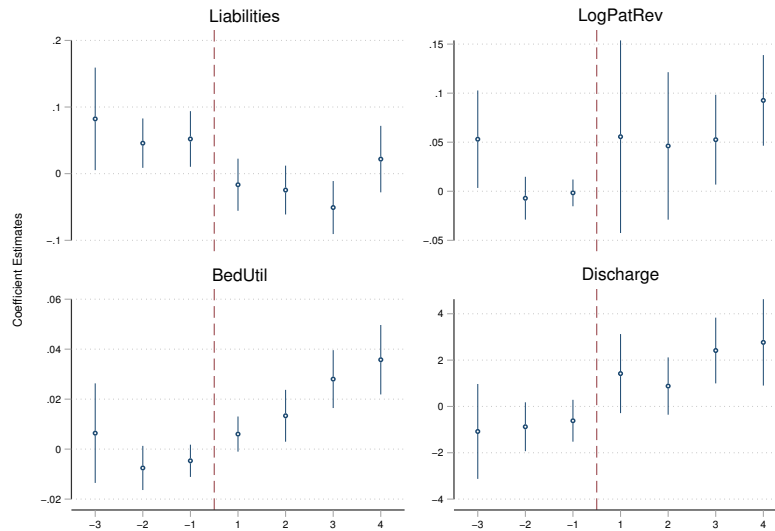 Liabilities
LogPatRev
.2
.1
0
−.1
.15
.1
.05
0
−.05
Coefficient Estimates
BedUtil
Discharge
.06
.04
.02
0
−.02
4
2
0
−2
−4
−3 −2 −1 1 2 3 4
−3 −2 −1 1 2 3 4